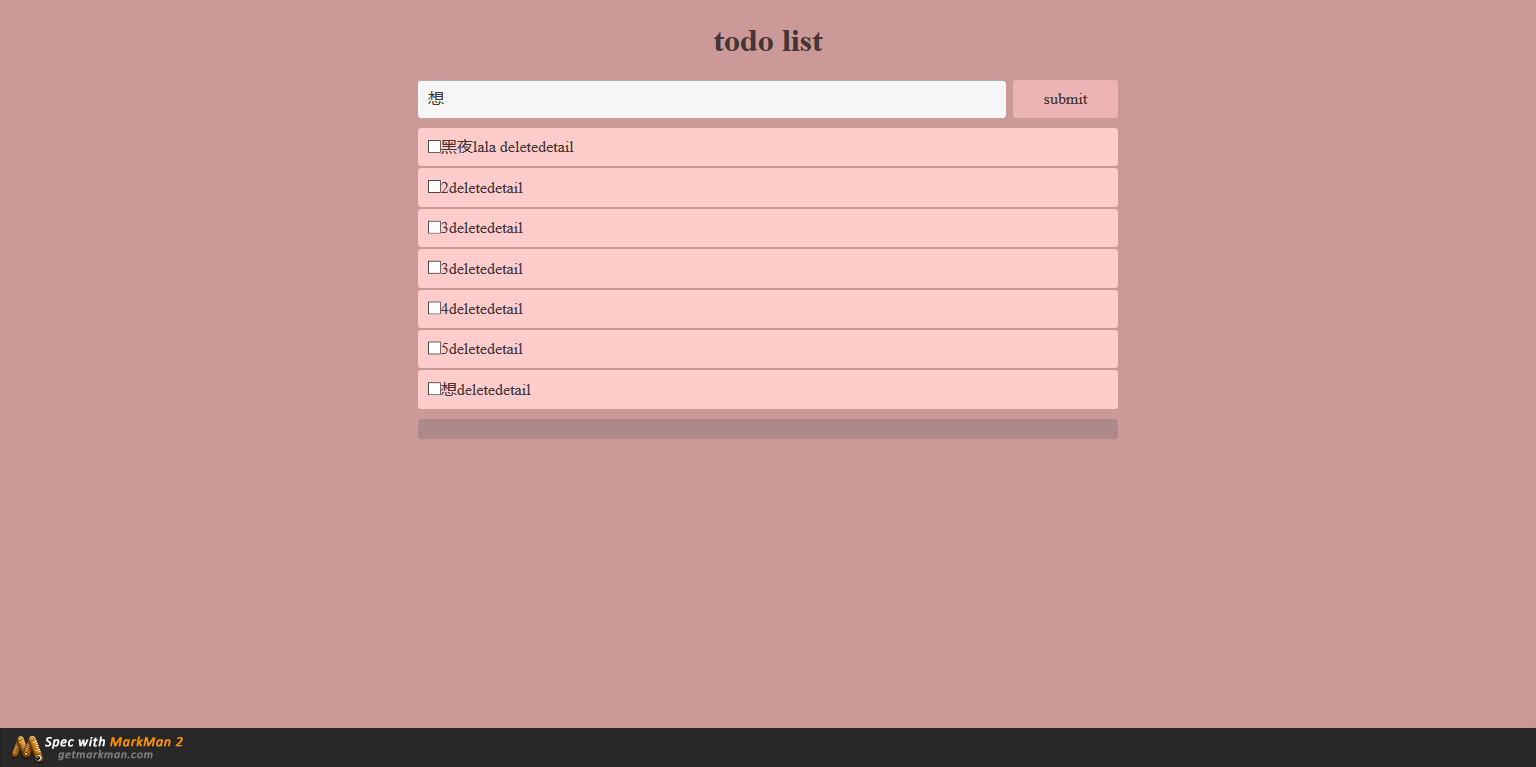 todo list
想
submit
黑夜lala deletedetail
2deletedetail
3deletedetail
3deletedetail
4deletedetail
5deletedetail
想deletedetail
Spec with MarkMan 2
getmarkman.com